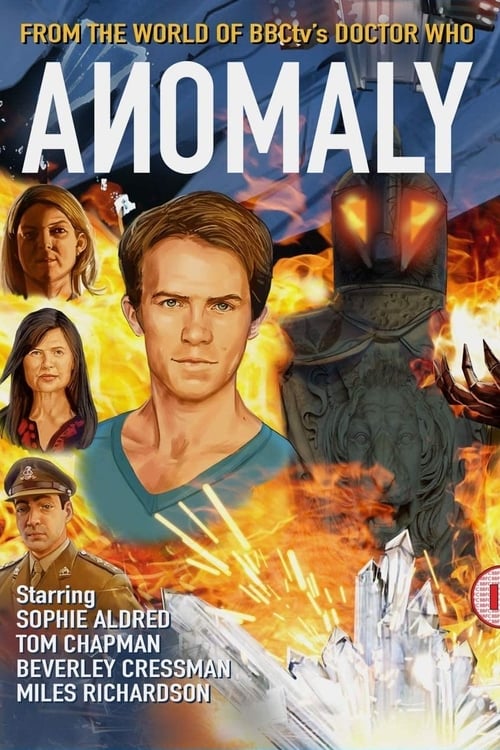 FROM THE WORLD OF BBCtv's DOCTOR WHO
AИOMALY
Starring
SOPHIE ALDRED
TOM CHAPMAN
BEVERLEY CRESSMAN
MILES RICHARDSON